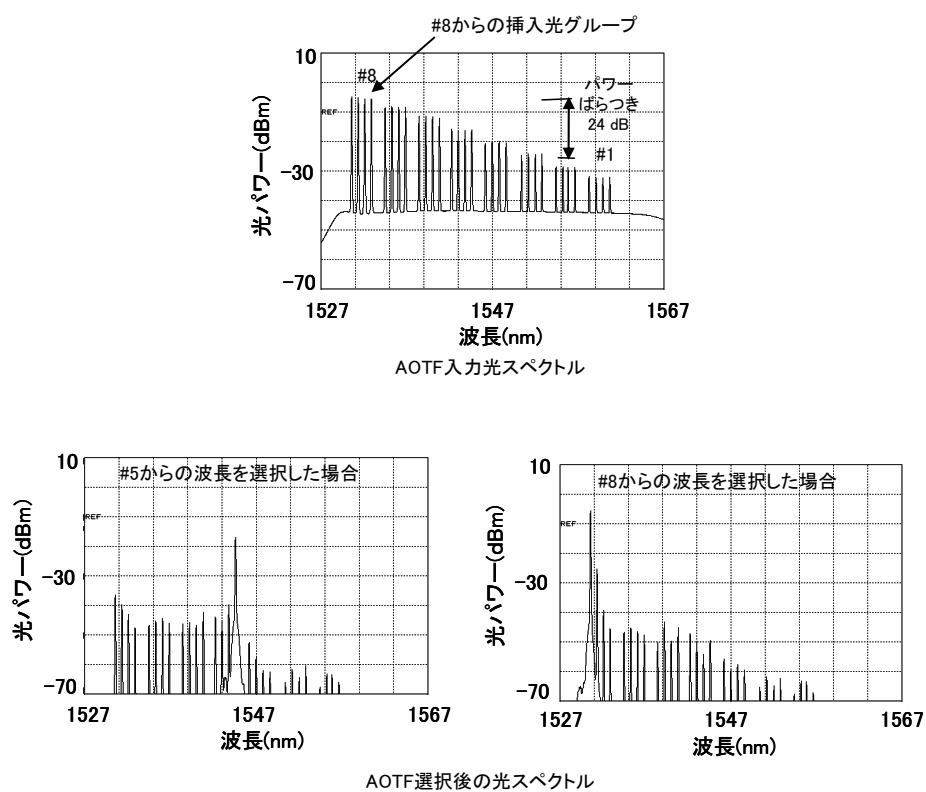 #8からの挿入光グループ
10
#8
パワー
ばらつき
24 dB
REF
#1
-30
-70
光パワー(dBm)
1527
1547
1567
波長(nm)
AOTF入力光スペクトル
10
#5からの波長を選択した場合
REF
-30
-70
光パワー(dBm)
1527
1547
1567
波長(nm)
10
#8からの波長を選択した場合
REF
-30
-70
光パワー(dBm)
1527
1547
1567
波長(nm)
AOTF選択後の光スペクトル